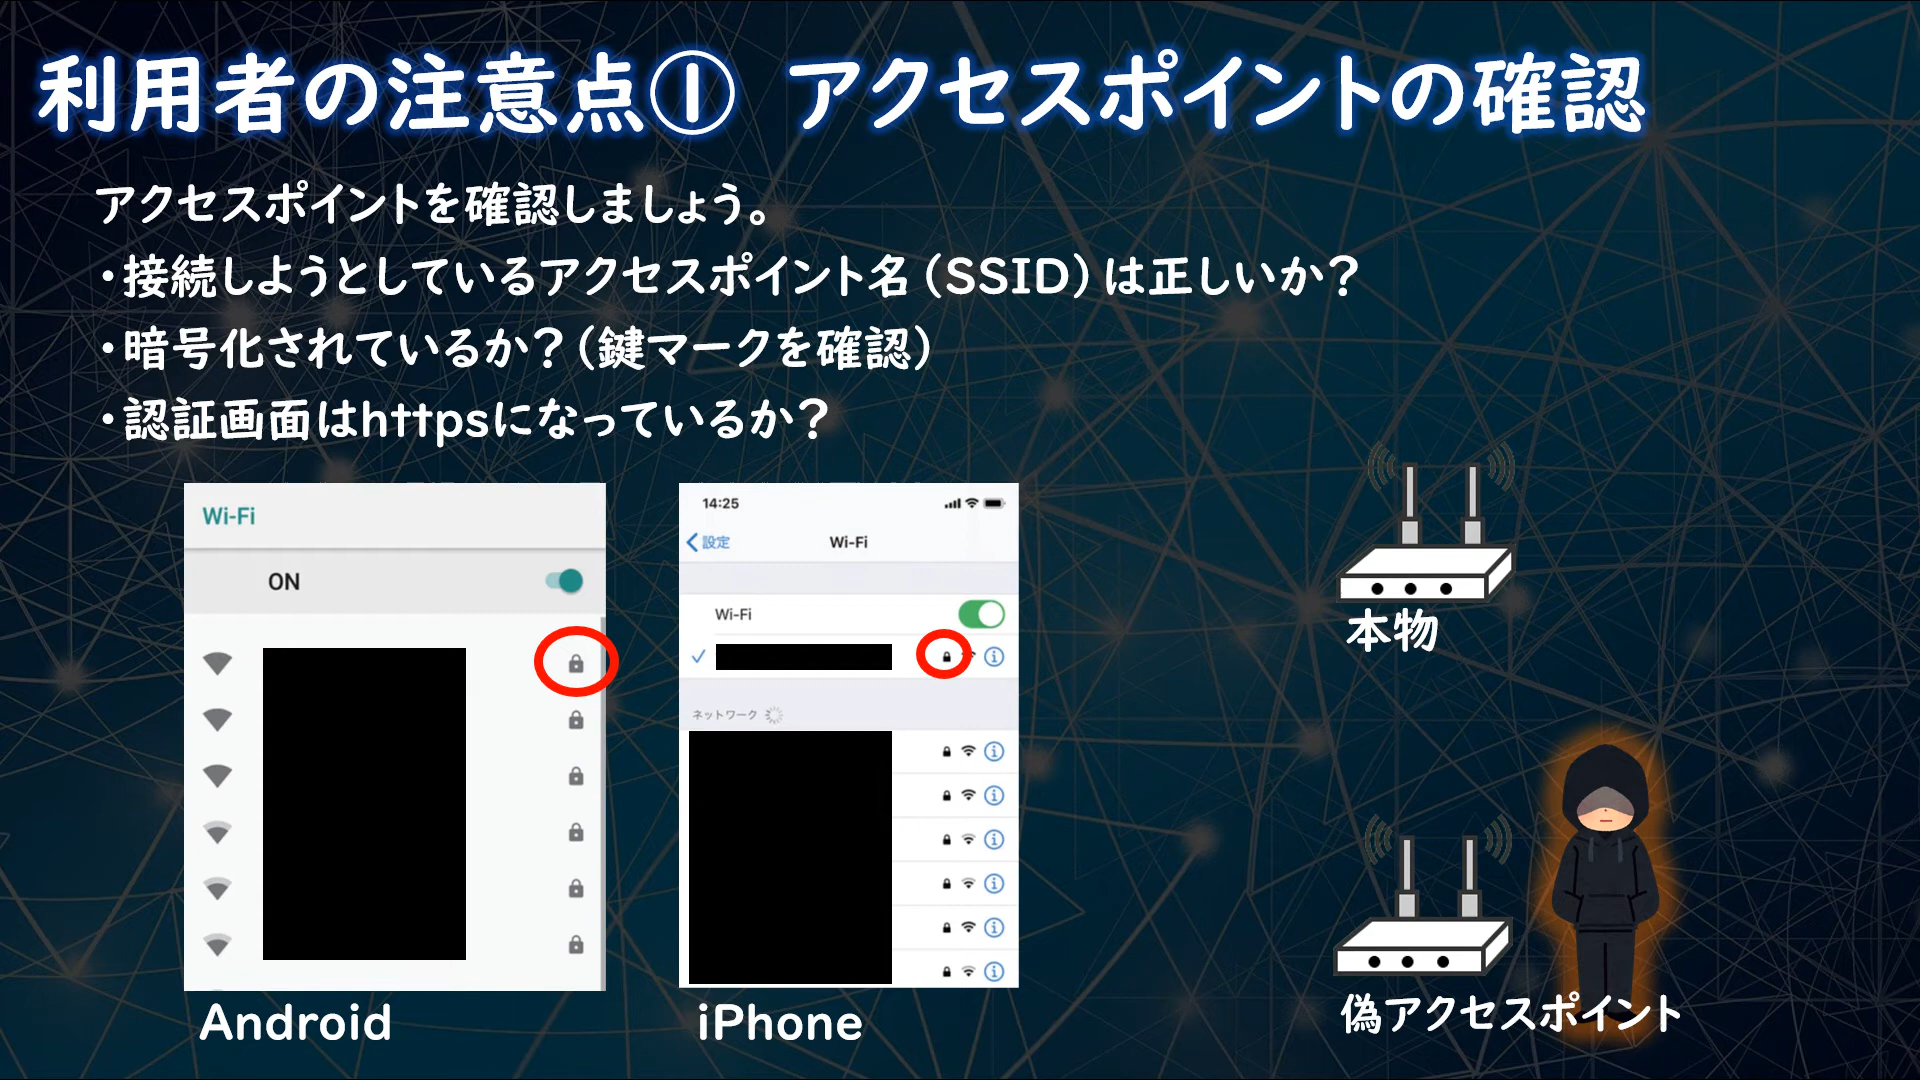 利用者の注意点① アクセスポイントの確認
アクセスポイントを確認しましょう。
・接続しようとしているアクセスポイント名(SSID)は正しいか?
・暗号化されているか?(鍵マークを確認)
・認証画面はhttpsになっているか?
Wi-Fi
ON
Android
14:25
設定
Wi-Fi
Wi-Fi
ネットワーク
iPhone
本物
偽アクセスポイント